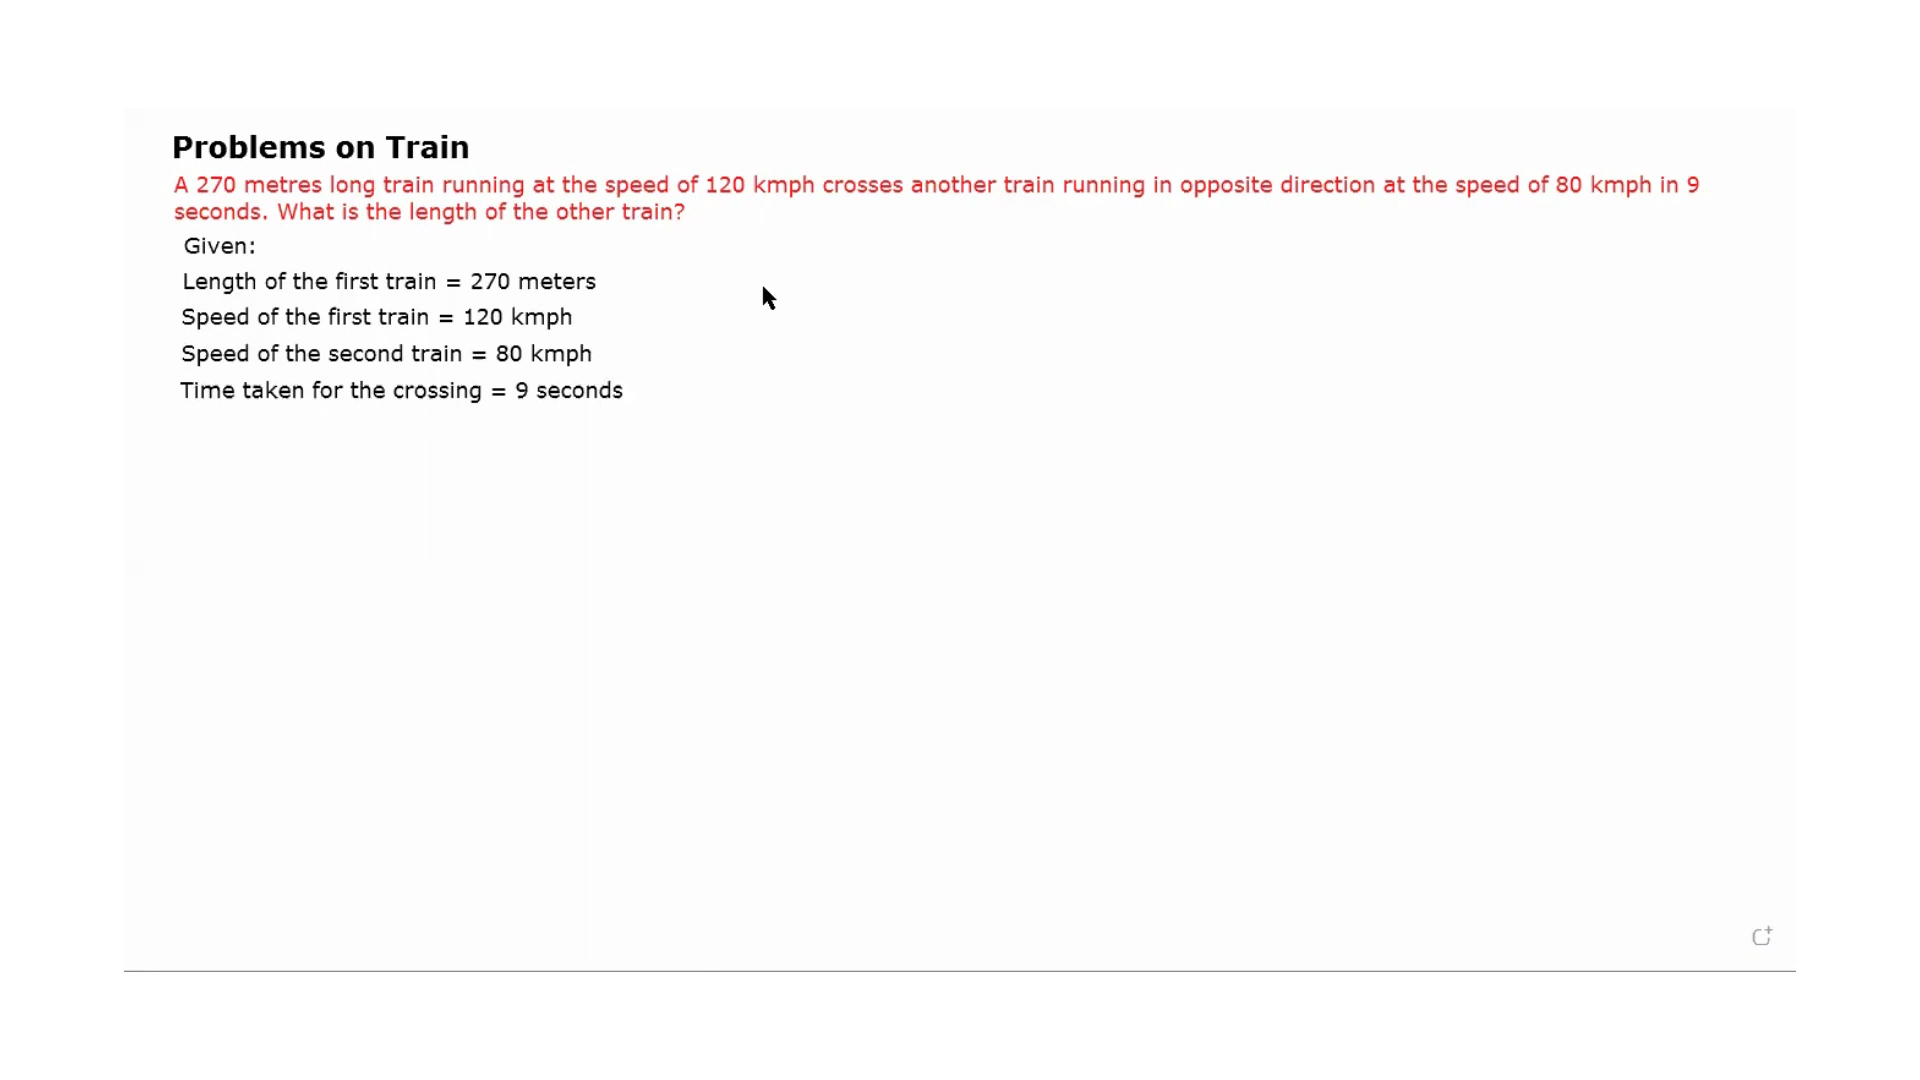 Problems on Train
A 270 metres long train running at the speed of 120 kmph crosses another train running in opposite direction at the speed of 80 kmph in 9
seconds. What is the length of the other train?
Given:
Length of the first train = 270 meters
Speed of the first train = 120 kmph
Speed of the second train = 80 kmph
Time taken for the crossing = 9 seconds